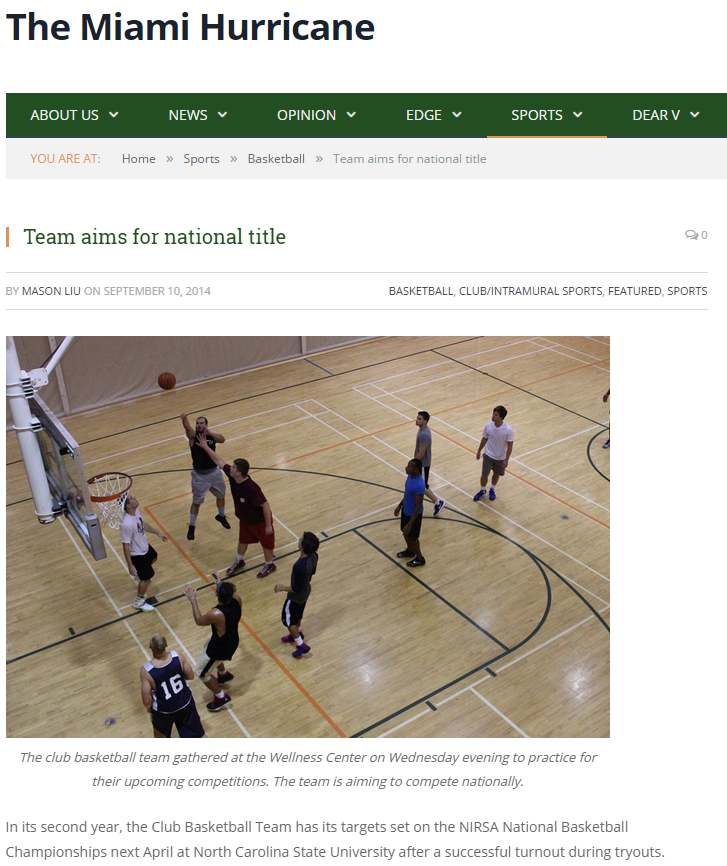 The Miami Hurricane
ABOUT US NEWS OPINION EDGE SPORTS DEAR V
YOU ARE AT: Home » Sports » Basketball » Team aims for national title
Team aims for national title 0
BY MASON LIU ON SEPTEMBER 10, 2014 BASKETBALL, CLUB/INTRAMURAL SPORTS, FEATURED, SPORTS
16
The club basketball team gathered at the Wellness Center on Wednesday evening to practice for
their upcoming competitions. The team is aiming to compete nationally.
In its second year, the Club Basketball Team has its targets set on the NIRSA National Basketball
Championships next April at North Carolina State University after a successful turnout during tryouts.